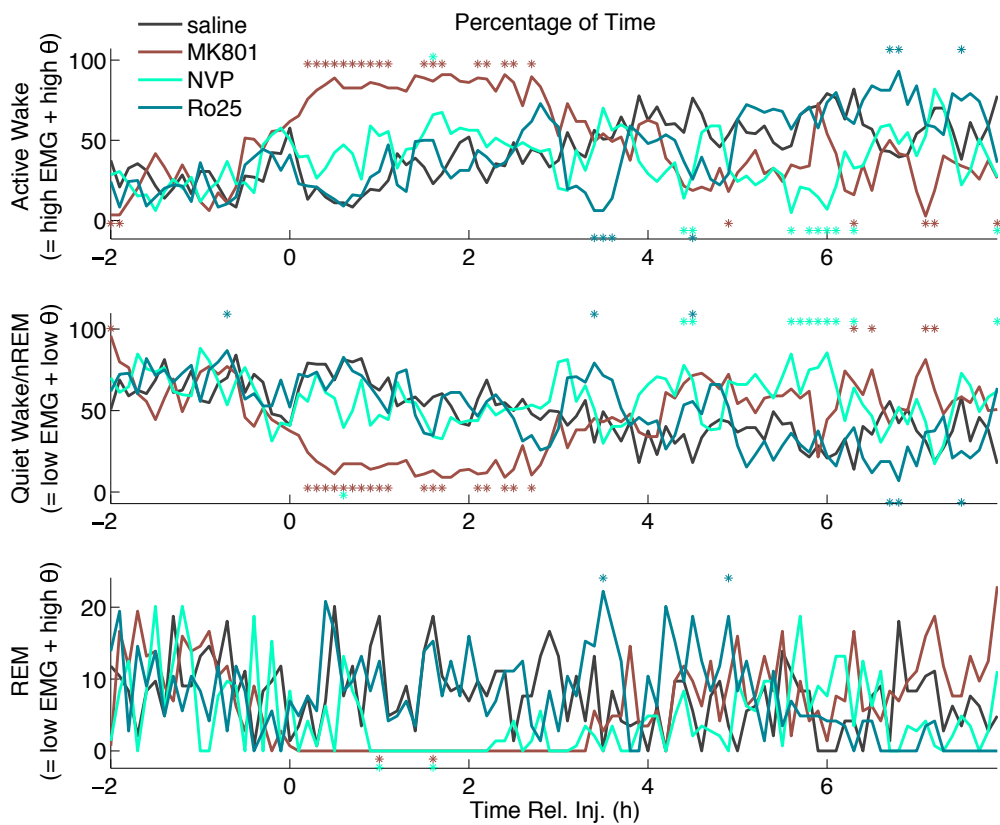 Percentage of Time
saline
MK801
NVP
Ro25
Active Wake
(= high EMG + high θ)
100
50
0
-2
0
2
4
6
Quiet Wake/nREM
(= low EMG + low θ)
100
50
0
-2
0
2
4
6
REM
(= low EMG + high θ)
20
10
0
-2
0
2
4
6
Time Rel. Inj. (h)